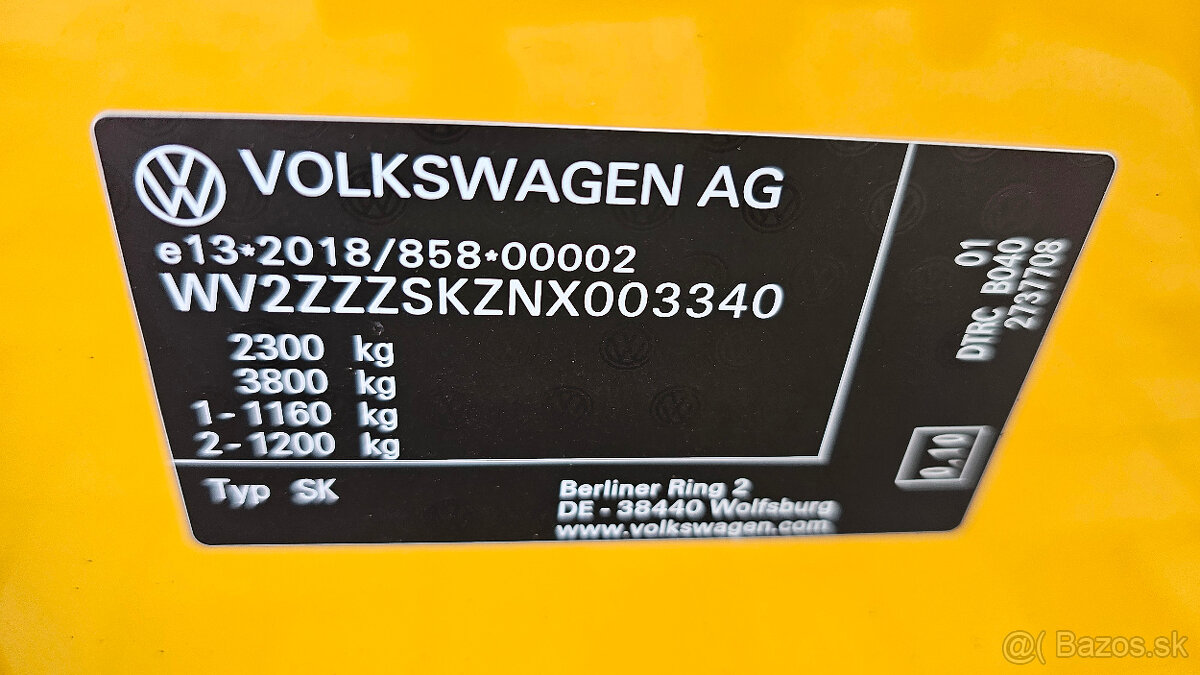 VOLKSWAGEN AG
e13*2018/858*00002
WV2ZZZSKZNX003340
2300 kg
3800 kg
1-1160 kg
2-1200 kg
Typ SK
Berliner Ring 2
DE - 38440 Wolfsburg
www.volkswagen.com
01
DTRC B040
2737708
0,10
@( Bazos.sk